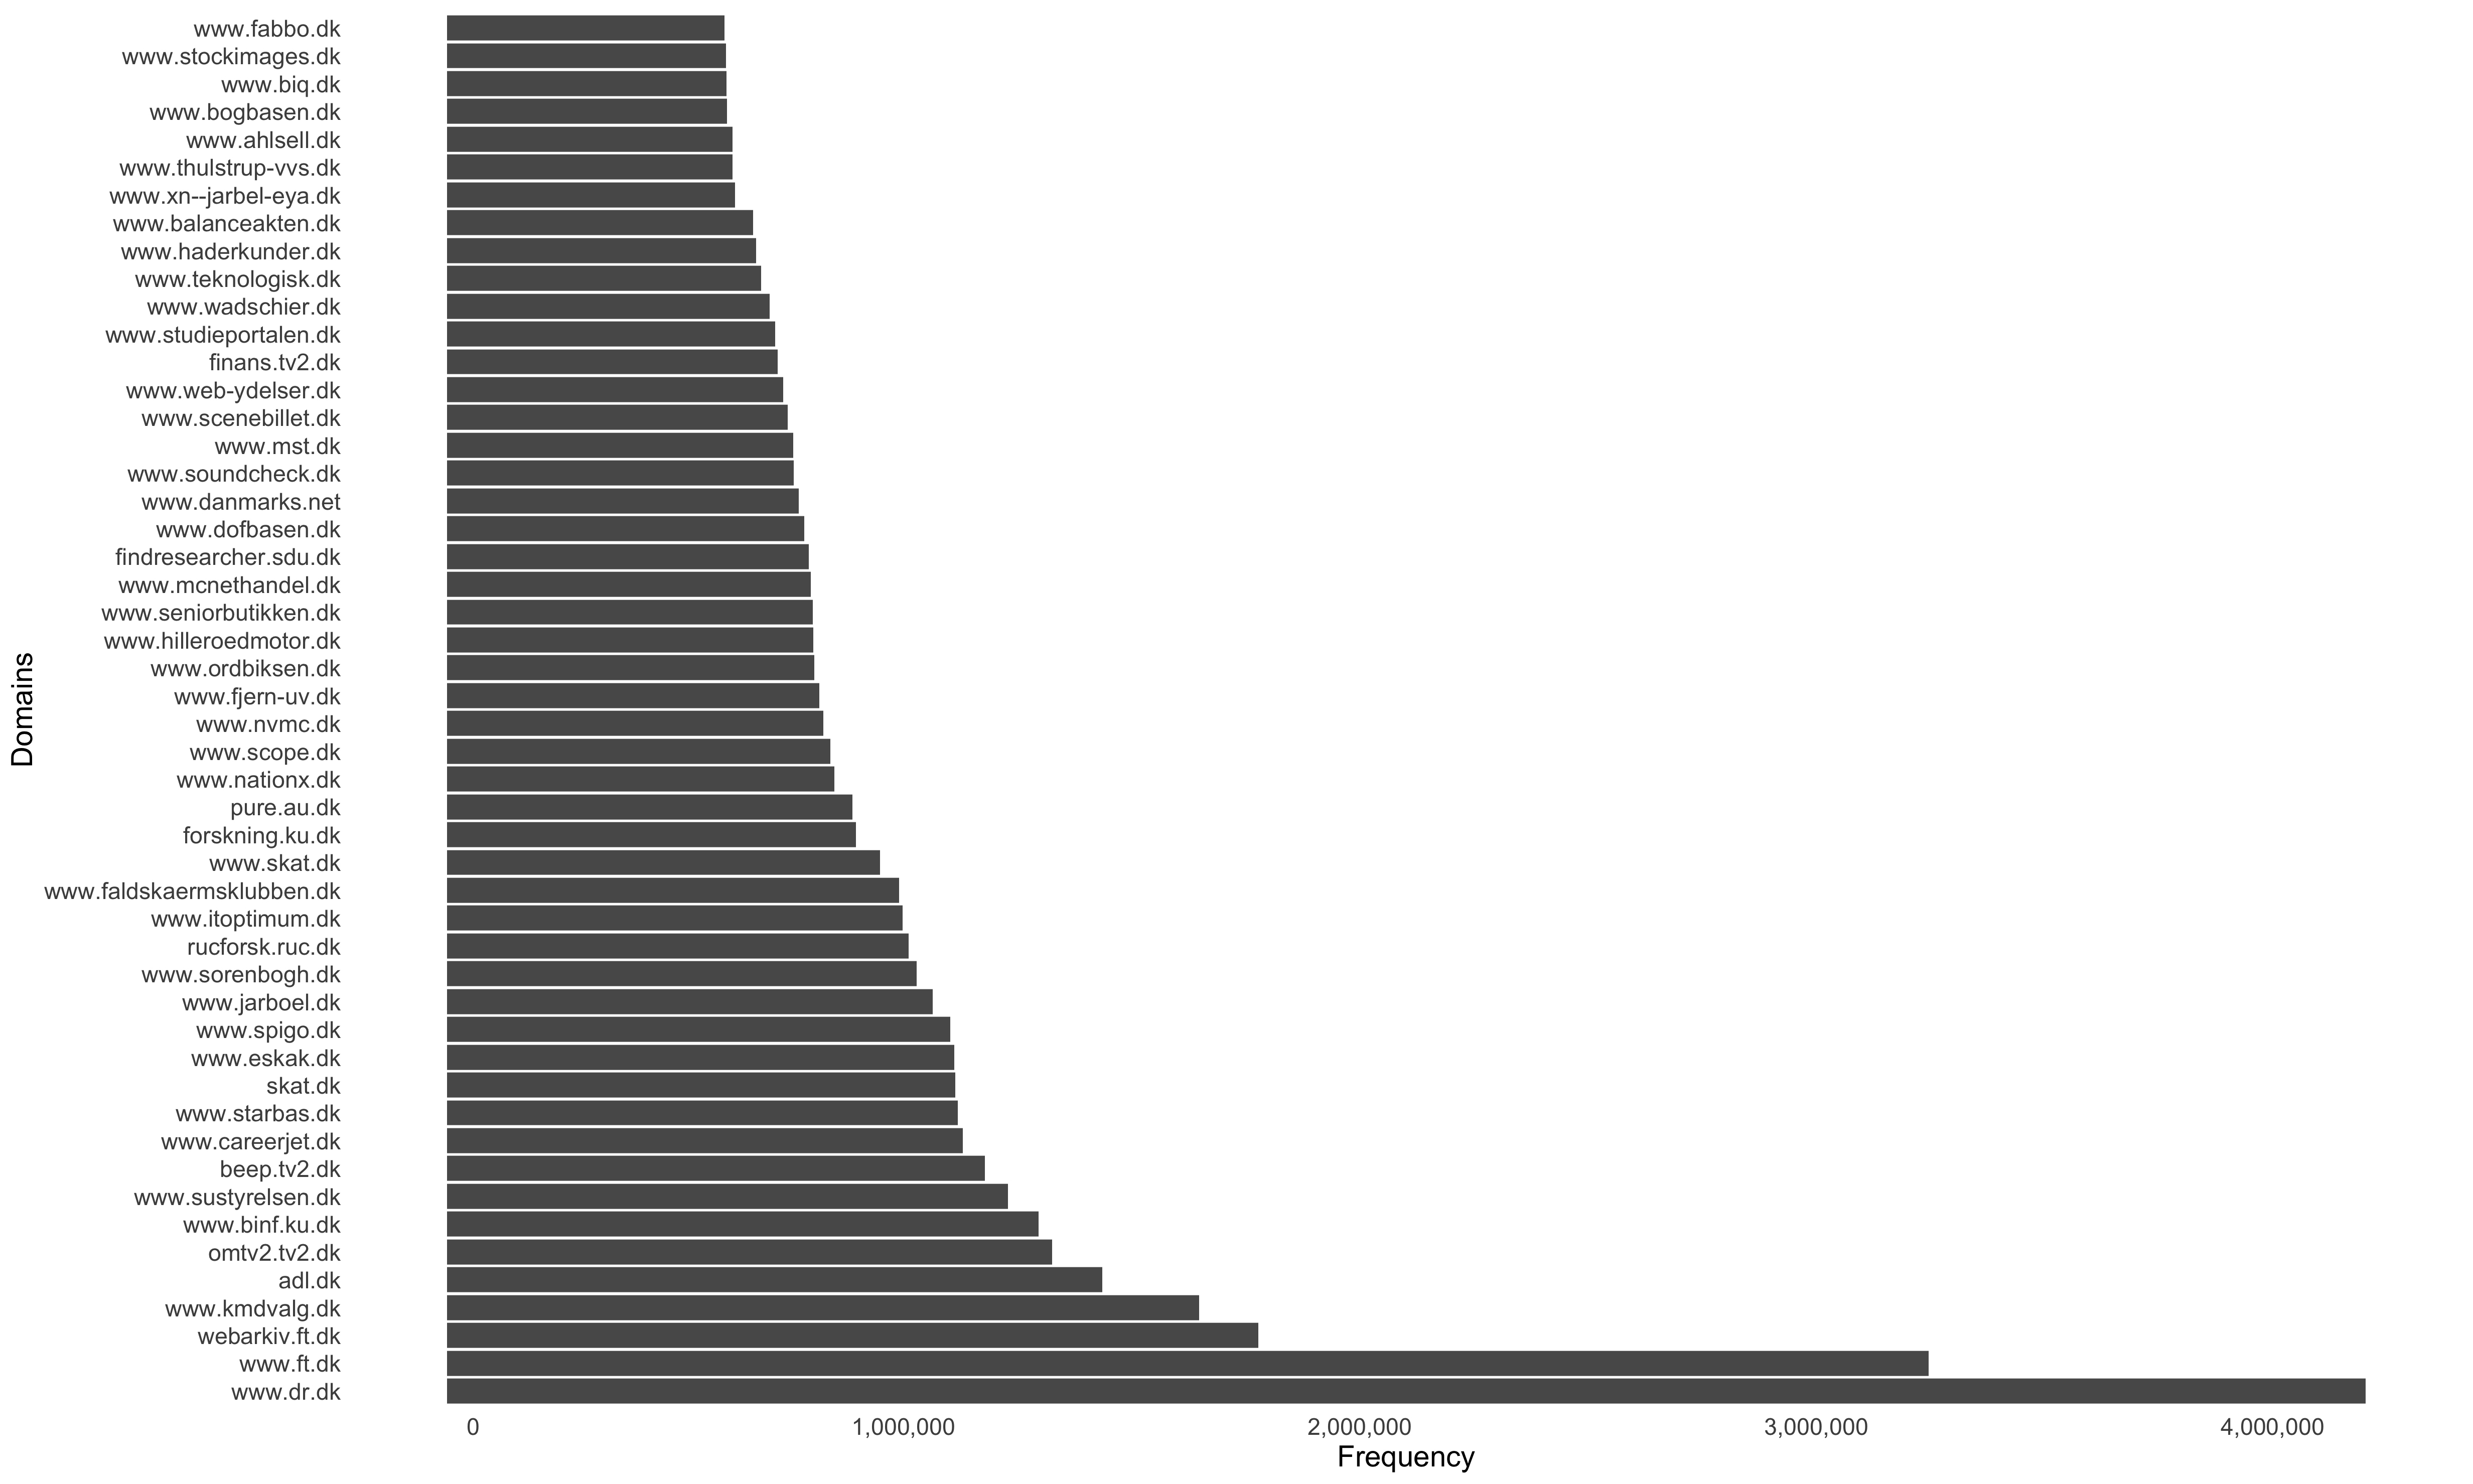 www.fabbo.dk
www.stockimages.dk
www.biq.dk
www.bogbasen.dk
www.ahlsell.dk
www.thulstrup-vvs.dk
www.xn--jarbel-eya.dk
www.balanceakten.dk
www.haderkunder.dk
www.teknologisk.dk
www.wadschier.dk
www.studieportalen.dk
finans.tv2.dk
www.web-ydelser.dk
www.scenebillet.dk
www.mst.dk
www.soundcheck.dk
www.danmarks.net
www.dofbasen.dk
findresearcher.sdu.dk
www.mcnethandel.dk
www.seniorbutikken.dk
www.hilleroedmotor.dk
www.ordbiksen.dk
www.fjern-uv.dk
www.nvmc.dk
www.scope.dk
www.nationx.dk
pure.au.dk
forskning.ku.dk
www.skat.dk
www.faldskaermsklubben.dk
www.itoptimum.dk
rucforsk.ruc.dk
www.sorenbogh.dk
www.jarboel.dk
www.spigo.dk
www.eskak.dk
skat.dk
www.starbas.dk
www.careerjet.dk
beep.tv2.dk
www.sustyrelsen.dk
www.binf.ku.dk
omtv2.tv2.dk
adl.dk
www.kmdvalg.dk
webarkiv.ft.dk
www.ft.dk
www.dr.dk
Domains
0 1,000,000 2,000,000 3,000,000 4,000,000
Frequency